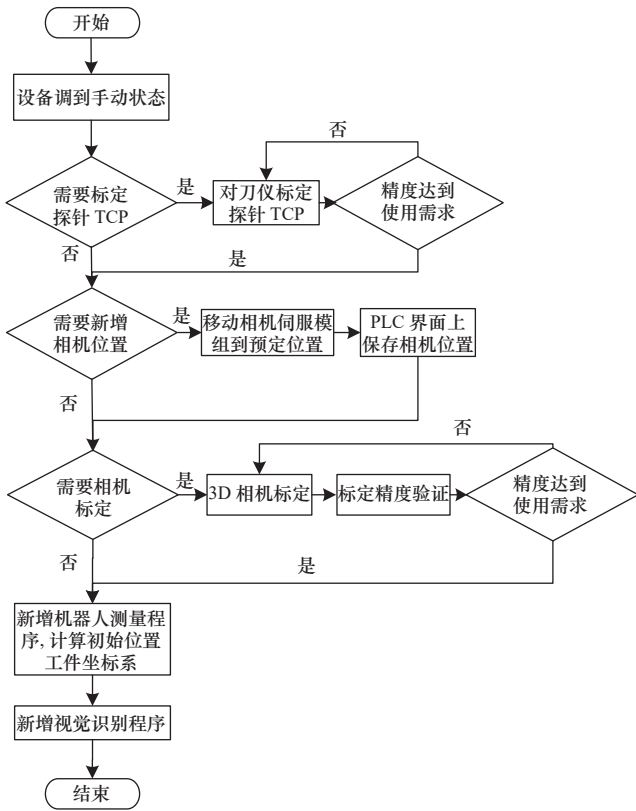 开始
设备调到手动状态
否
需要标定
探针 TCP
是
对刀仪标定
探针 TCP
精度达到
使用需求
否
是
需要新增
相机位置
是
移动相机伺服模
组到预定位置
PLC 界面上
保存相机位置
否
否
需要相机
标定
是
3D 相机标定
标定精度验证
精度达到
使用需求
否
是
新增机器人测量程
序, 计算初始位置
工件坐标系
新增视觉识别程序
结束